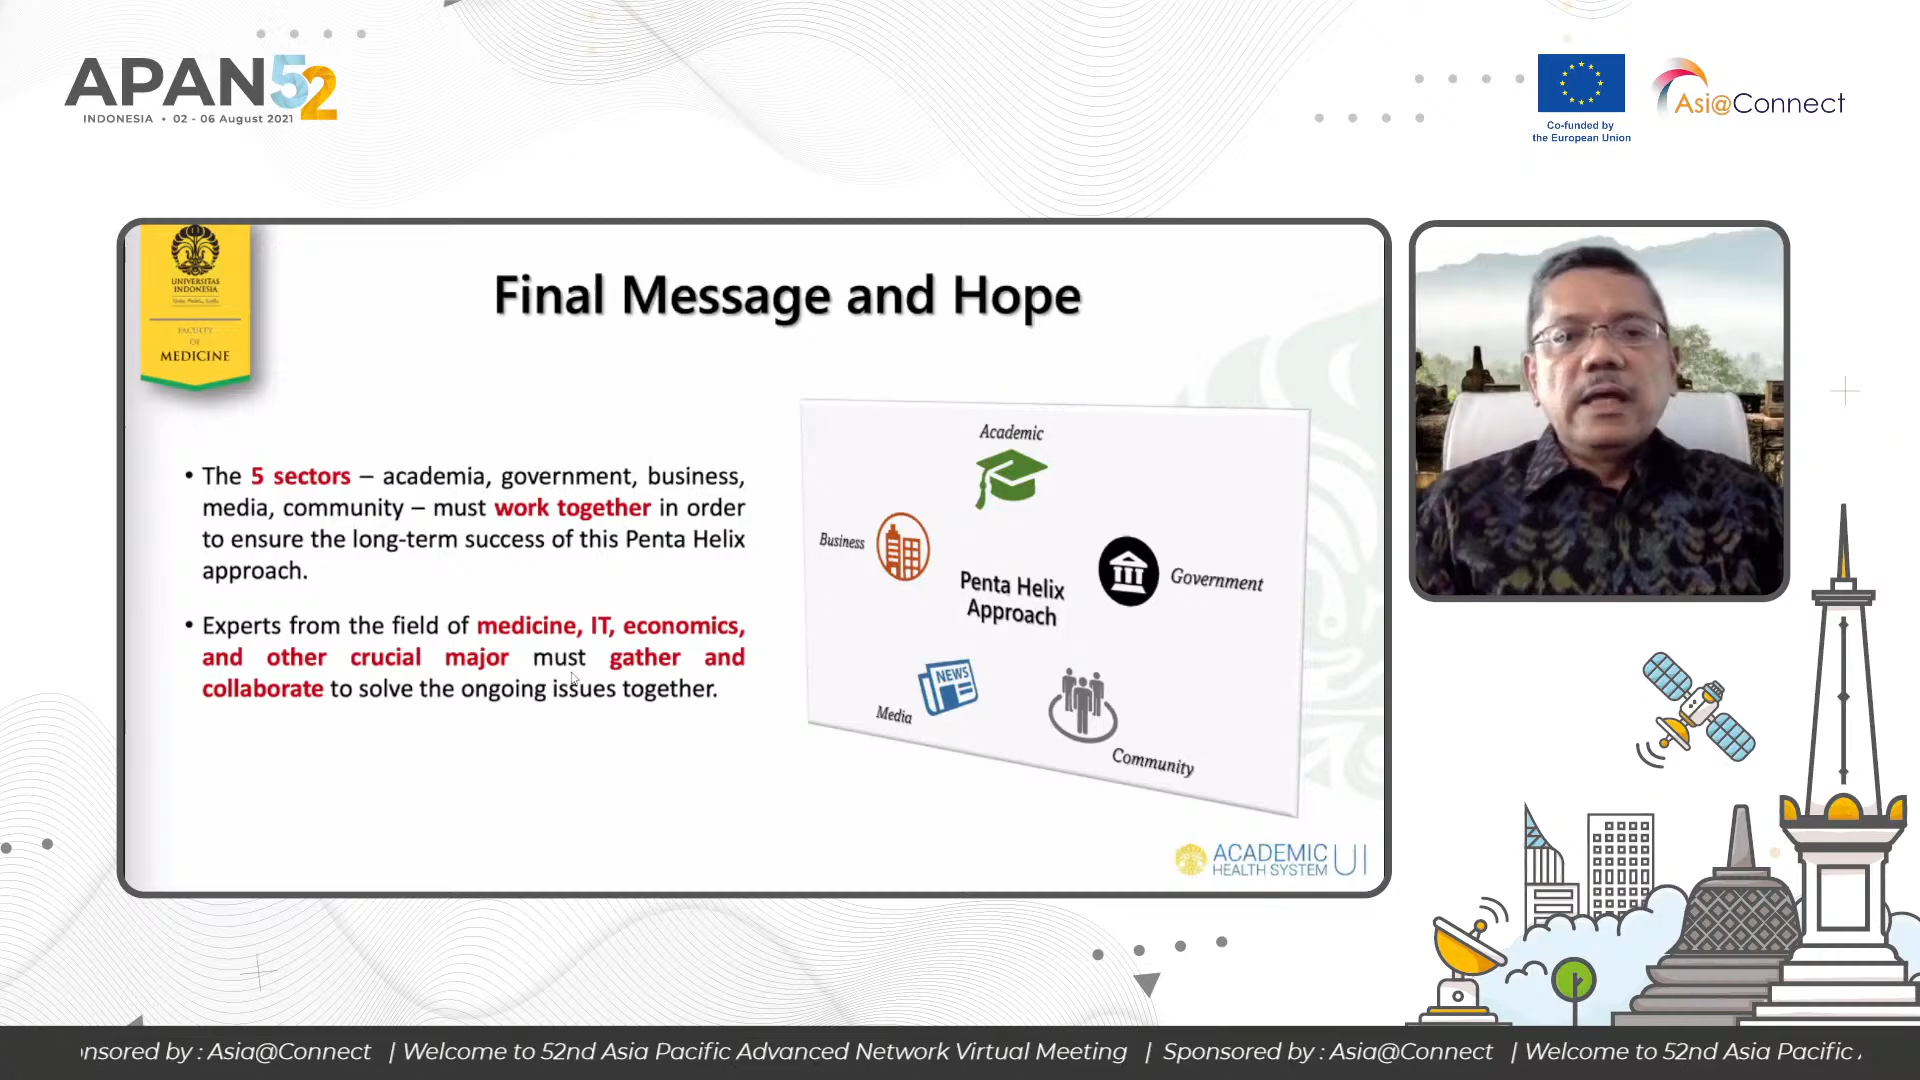 APAN52
INDONESIA • 02 - 06 August 2021
Co-funded by
the European Union
Asi@Connect
UNIVERSITAS
INDONESIA
FACULTY
OF
MEDICINE
Final Message and Hope
• The 5 sectors – academia, government, business,
media, community – must work together in order
to ensure the long-term success of this Penta Helix
approach.
• Experts from the field of medicine, IT, economics,
and other crucial major must gather and
collaborate to solve the ongoing issues together.
Academic
Business
Government
Penta Helix
Approach
NEWS
Media
Community
ACADEMIC
HEALTH SYSTEM UI
nsored by : Asia@Connect | Welcome to 52nd Asia Pacific Advanced Network Virtual Meeting | Sponsored by : Asia@Connect | Welcome to 52nd Asia Pacific